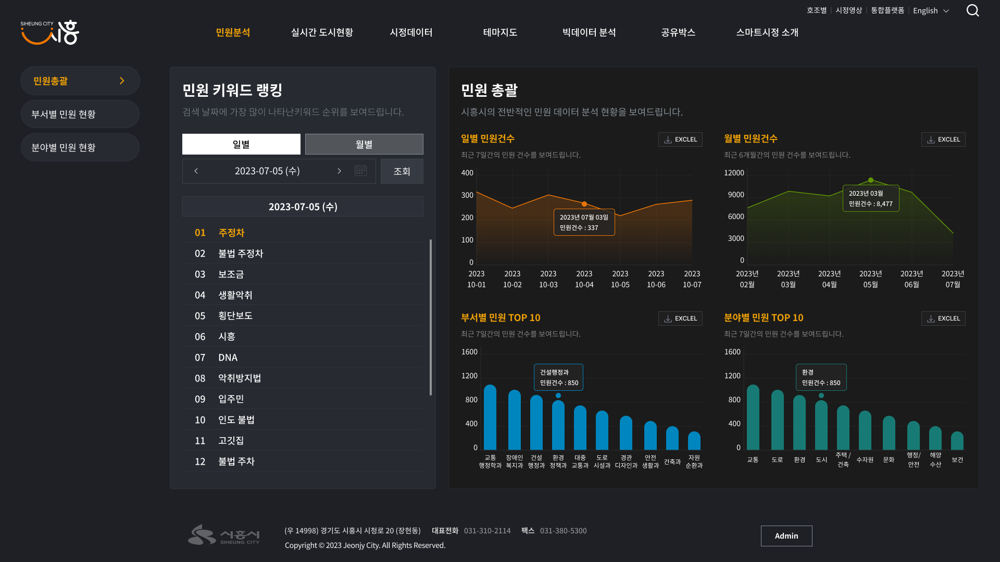 호조별 시정영상 통합플랫폼 English
SIHEUNG CITY 시흥
민원분석 실시간 도시현황 시정데이터 테마지도 빅데이터 분석 공유박스 스마트시정 소개
민원총괄
부서별 민원 현황
분야별 민원 현황
민원 키워드 랭킹
검색 날짜에 가장 많이 나타난키워드 순위를 보여드립니다.
일별 월별
2023-07-05 (수) 조회
2023-07-05 (수)
01 주정차
02 불법 주정차
03 보조금
04 생활악취
05 횡단보도
06 시흥
07 DNA
08 악취방지법
09 입주민
10 인도 불법
11 고깃집
12 불법 주차
민원 총괄
시흥시의 전반적인 민원 데이터 분석 현황을 보여드립니다.
일별 민원건수 EXCLEL
최근 7일간의 민원 건수를 보여드립니다.
400
300
200
100
0
2023년 07월 03일
민원건수 : 337
2023 2023 2023 2023 2023 2023 2023
10-01 10-02 10-03 10-04 10-05 10-06 10-07
월별 민원건수 EXCLEL
최근 6개월간의 민원 건수를 보여드립니다.
12000
9000
6000
3000
0
2023년 03월
민원건수 : 8,477
2023년 2023년 2023년 2023년 2023년 2023년
02월 03월 04월 05월 06월 07월
부서별 민원 TOP 10 EXCLEL
최근 7일간의 민원 건수를 보여드립니다.
1600
1200
800
400
0
건설행정과
민원건수 : 850
교통 장애인 건설 환경 대중 도로 경관 안전 건축과 자원
행정학과 복지과 행정과 정책과 교통과 시설과 디자인과 생활과 순환과
분야별 민원 TOP 10 EXCLEL
최근 7일간의 민원 건수를 보여드립니다.
1600
1200
800
400
0
환경
민원건수 : 850
교통 도로 환경 도시 주택 / 수자원 문화 행정/ 해양 보건
건축 안전 수산
시흥시
SIHEUNG CITY
(우 14998) 경기도 시흥시 시청로 20 (장현동) 대표전화 031-310-2114 팩스 031-380-5300
Copyright © 2023 Jeonjy City. All Rights Reserved.
Admin